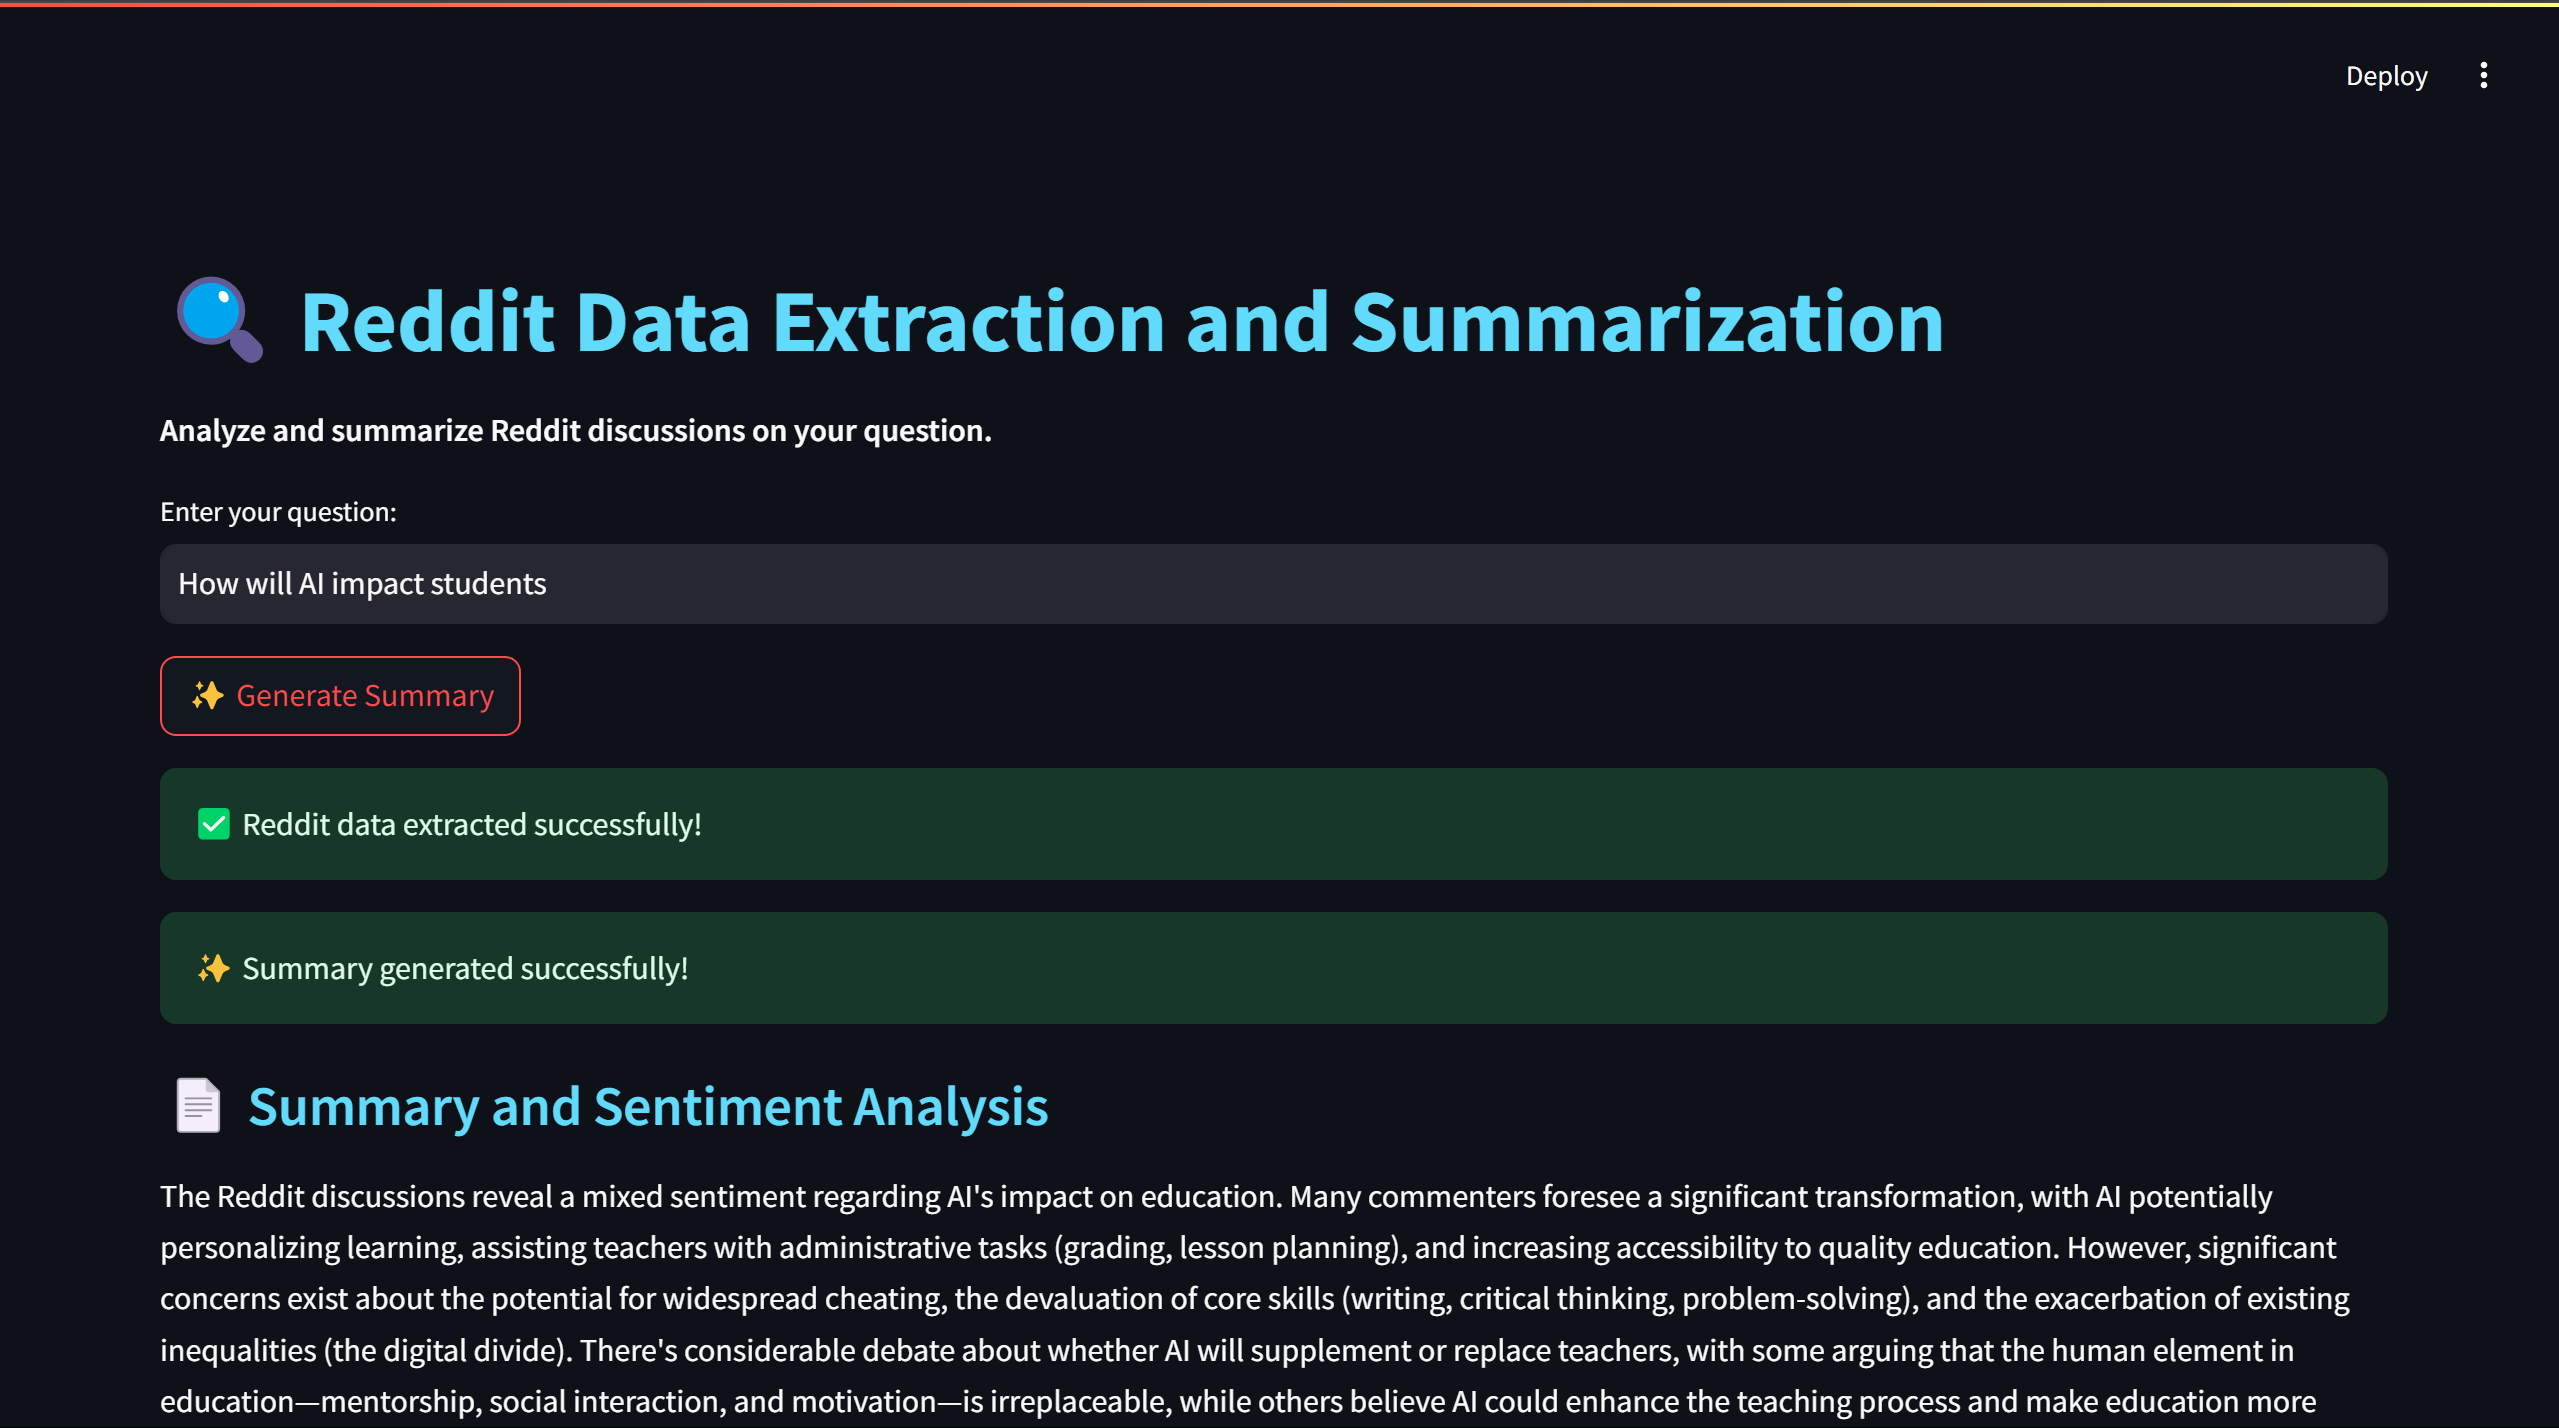 Deploy
Reddit Data Extraction and Summarization
Analyze and summarize Reddit discussions on your question.
Enter your question:
How will AI impact students
✨ Generate Summary
✅ Reddit data extracted successfully!
✨ Summary generated successfully!
Summary and Sentiment Analysis
The Reddit discussions reveal a mixed sentiment regarding AI's impact on education. Many commenters foresee a significant transformation, with AI potentially
personalizing learning, assisting teachers with administrative tasks (grading, lesson planning), and increasing accessibility to quality education. However, significant
concerns exist about the potential for widespread cheating, the devaluation of core skills (writing, critical thinking, problem-solving), and the exacerbation of existing
inequalities (the digital divide). There's considerable debate about whether AI will supplement or replace teachers, with some arguing that the human element in
education—mentorship, social interaction, and motivation—is irreplaceable, while others believe AI could enhance the teaching process and make education more